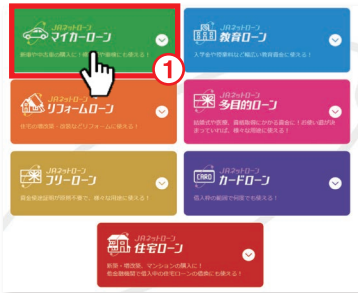 JAネットローン
マイカーローン
新車や中古車の購入に！
にも使える！
①
JAネットローン
教育ローン
入学金や授業料など幅広い教育資金に使える！
JAネットローン
リフォームローン
住宅の増改築・改装などリフォームに使える！
JAネットローン
多目的ローン
結婚式や医療、資格取得にかかる資金に！お使い道が決
まっていれば、様々な用途に使える！
JAネットローン
フリーローン
資金使途証明が原則不要で、様々な用途に使える！
CARD
JAネットローン
カードローン
借入枠の範囲で何度でも使える！
JAネットローン
住宅ローン
新築・増改築、マンションの購入に！
他金融機関で借入中の住宅ローンの借換にも使える！